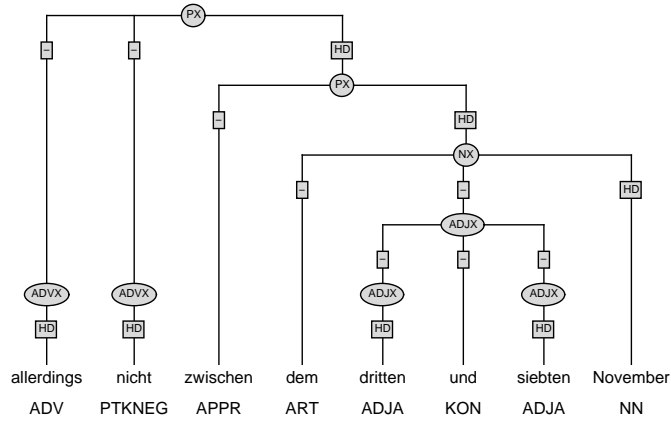 PX
– – HD
PX
– HD
NX
– – HD
ADJX
– – –
ADVX ADVX ADJX ADJX
HD HD HD HD
allerdings nicht zwischen dem dritten und siebten November
ADV PTKNEG APPR ART ADJA KON ADJA NN